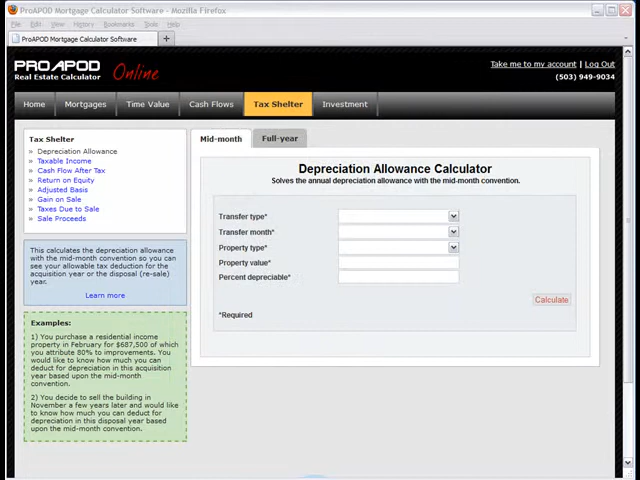 ProAPOD Mortgage Calculator Software - Mozilla Firefox
File Edit View History Bookmarks Tools Help
ProAPOD Mortgage Calculator Software
PROAPOD
Real Estate Calculator Online
Take me to my account | Log Out
(503) 949-9034
Home Mortgages Time Value Cash Flows Tax Shelter Investment
Tax Shelter
» Depreciation Allowance
» Taxable Income
» Cash Flow After Tax
» Return on Equity
» Adjusted Basis
» Gain on Sale
» Taxes Due to Sale
» Sale Proceeds
This calculates the depreciation allowance
with the mid-month convention so you can
see your allowable tax deduction for the
acquisition year or the disposal (re-sale)
year.
Learn more
Examples:
1) You purchase a residential income
property in February for $687,500 of which
you attribute 80% to improvements. You
would like to know how much you can
deduct for depreciation in this acquisition
year based upon the mid-month
convention.
2) You decide to sell the building in
November a few years later and would like
to know how much you can deduct for
depreciation in this disposal year based
upon the mid-month convention.
Mid-month Full-year
Depreciation Allowance Calculator
Solves the annual depreciation allowance with the mid-month convention.
Transfer type*
Transfer month*
Property type*
Property value*
Percent depreciable*
Calculate
*Required